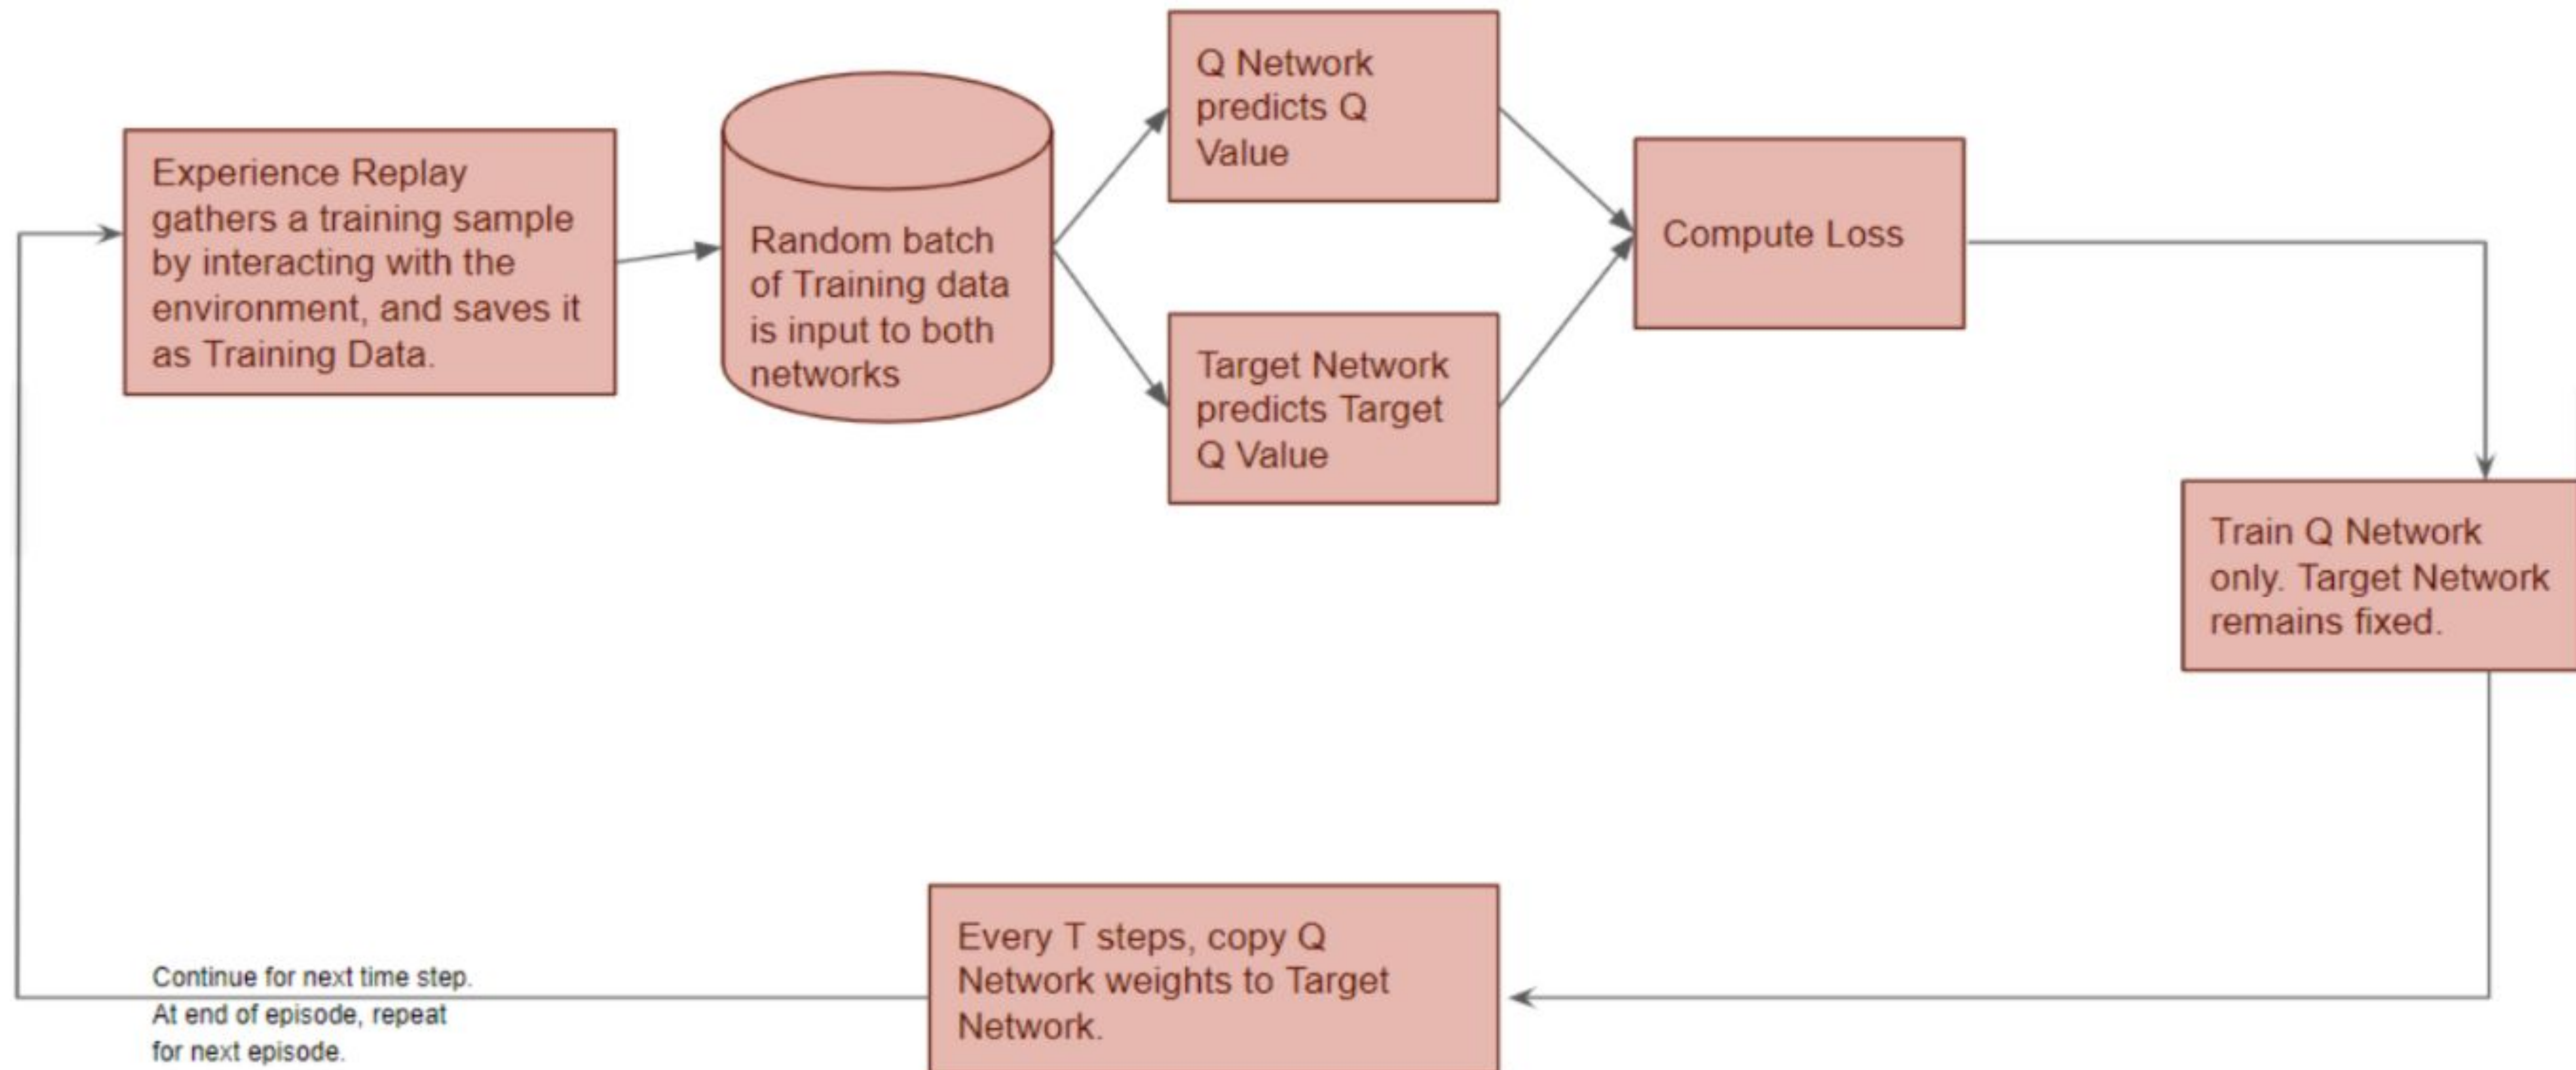 Experience Replay
gathers a training sample
by interacting with the
environment, and saves it
as Training Data.
Random batch
of Training data
is input to both
networks
Q Network
predicts Q
Value
Target Network
predicts Target
Q Value
Compute Loss
Train Q Network
only. Target Network
remains fixed.
Every T steps, copy Q
Network weights to Target
Network.
Continue for next time step.
At end of episode, repeat
for next episode.